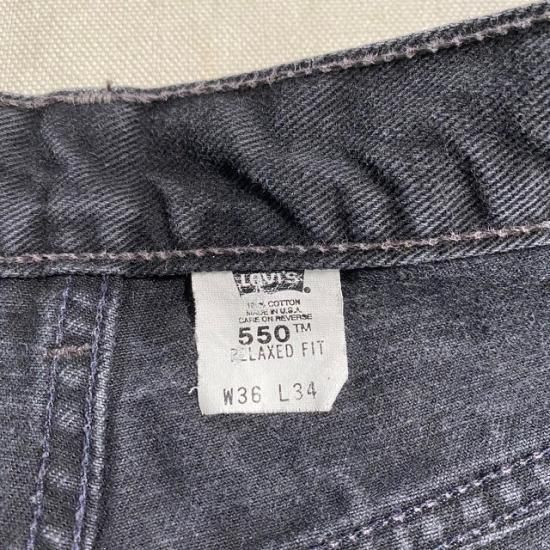 Levi's
100% COTTON
MADE IN U.S.A.
CARE ON REVERSE
550™
RELAXED FIT
W36 L34